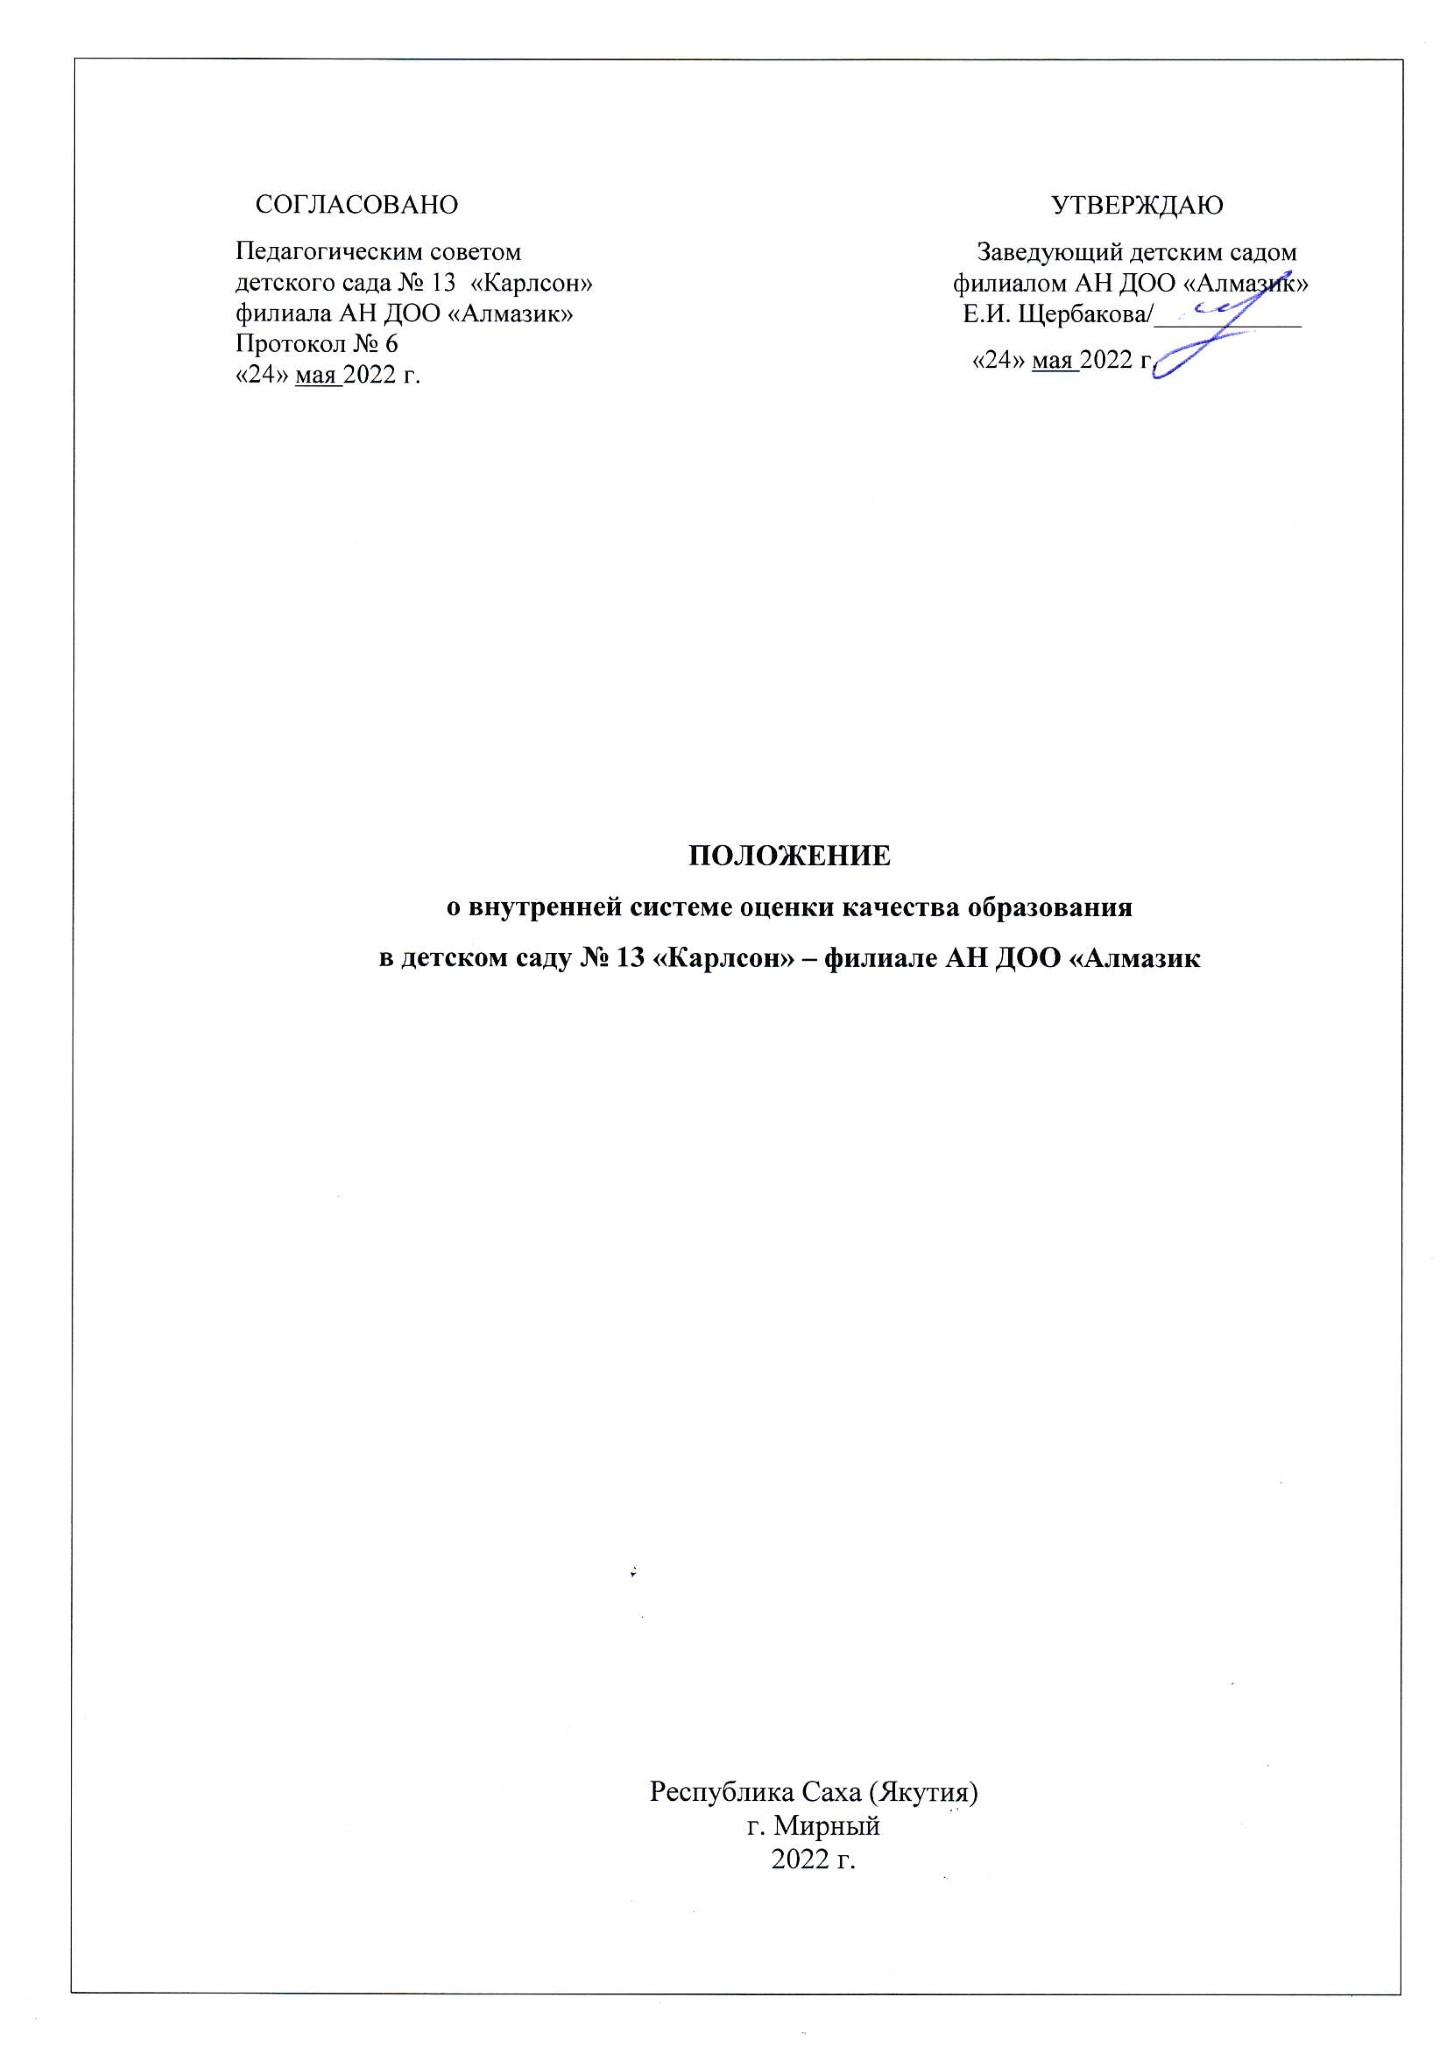 СОГЛАСОВАНО
Педагогическим советом
детского сада № 13 «Карлсон»
филиала АН ДОО «Алмазик»
Протокол № 6
«24» мая 2022 г.
УТВЕРЖДАЮ
Заведующий детским садом
филиалом АН ДОО «Алмазик»
Е.И. Щербакова/___________
«24» мая 2022 г.
ПОЛОЖЕНИЕ
о внутренней системе оценки качества образования
в детском саду № 13 «Карлсон» – филиале АН ДОО «Алмазик
Республика Саха (Якутия)
г. Мирный
2022 г.